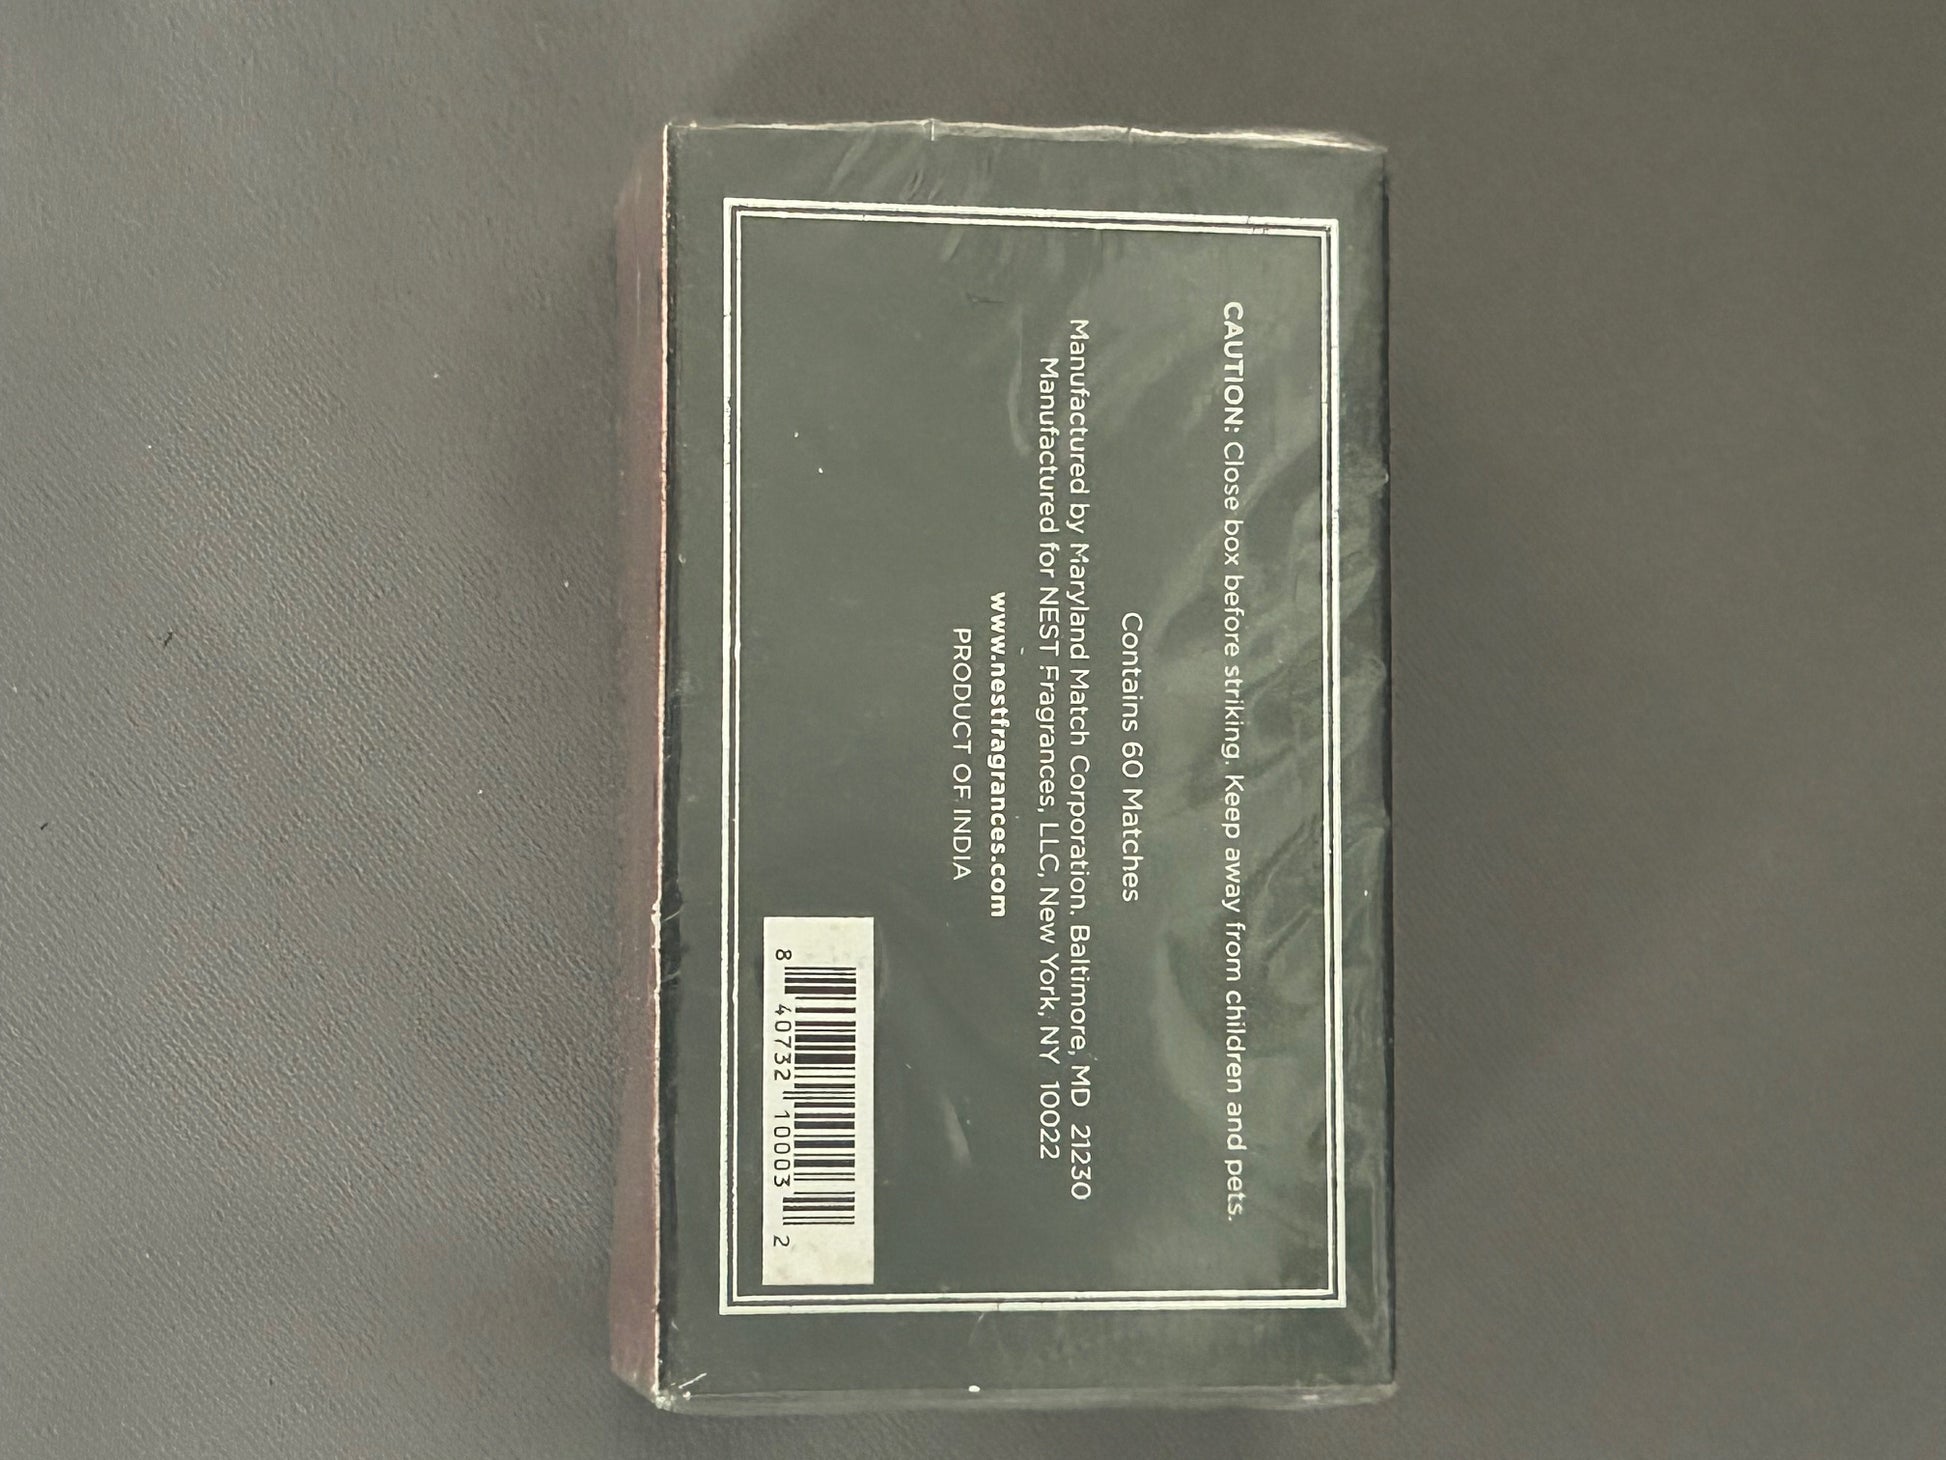 CAUTION: Close box before striking. Keep away from children and pets.
Contains 60 Matches
Manufactured by Maryland Match Corporation. Baltimore, MD 21230
Manufactured for NEST Fragrances, LLC, New York, NY 10022
www.nestfragrances.com
PRODUCT OF INDIA
8 40732 10003 2